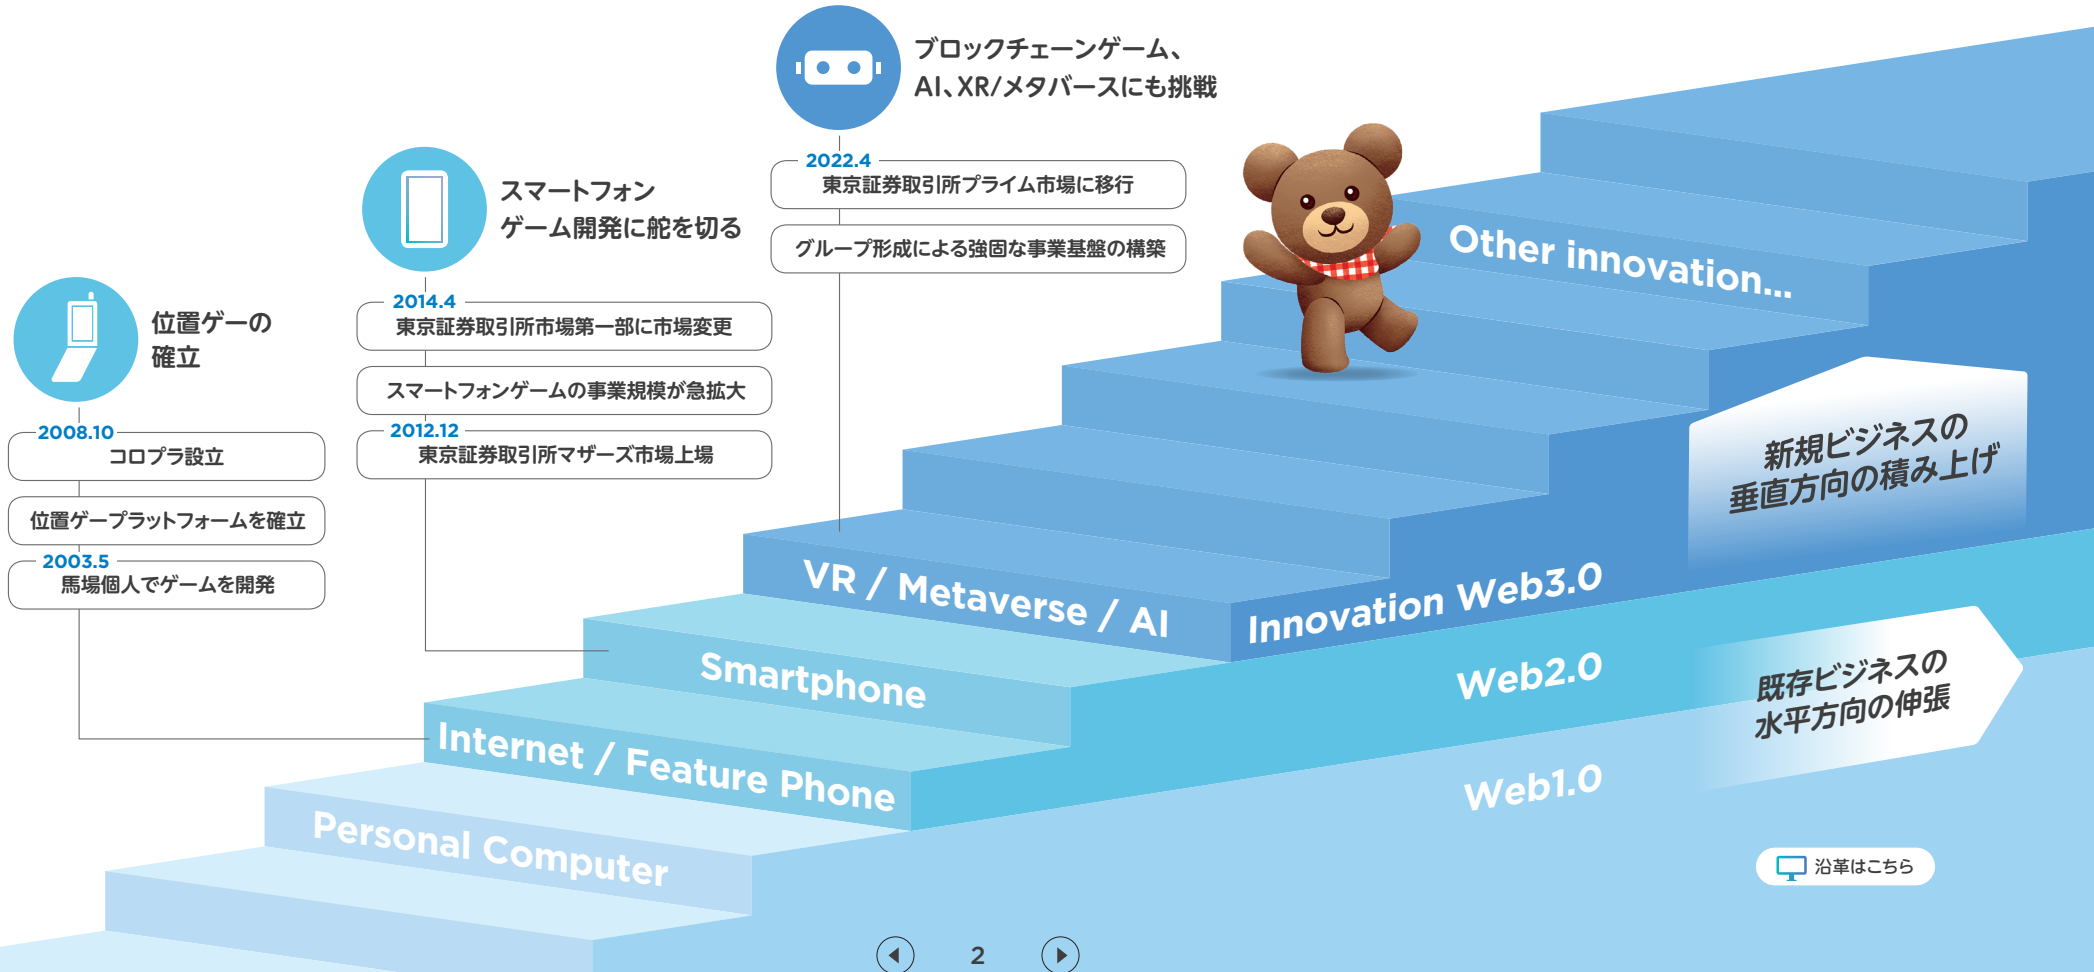 ブロックチェーンゲーム、
AI、XR/メタバースにも挑戦
2022.4
東京証券取引所プライム市場に移行
グループ形成による強固な事業基盤の構築
スマートフォン
ゲーム開発に舵を切る
2014.4
東京証券取引所市場第一部に市場変更
スマートフォンゲームの事業規模が急拡大
2012.12
東京証券取引所マザーズ市場上場
位置ゲーの
確立
2008.10
コロプラ設立
位置ゲープラットフォームを確立
2003.5
馬場個人でゲームを開発
Other innovation...
VR / Metaverse / AI
Smartphone
Internet / Feature Phone
Personal Computer
新規ビジネスの
垂直方向の積み上げ
Innovation Web3.0
Web2.0
既存ビジネスの
水平方向の伸張
Web1.0
沿革はこちら
2